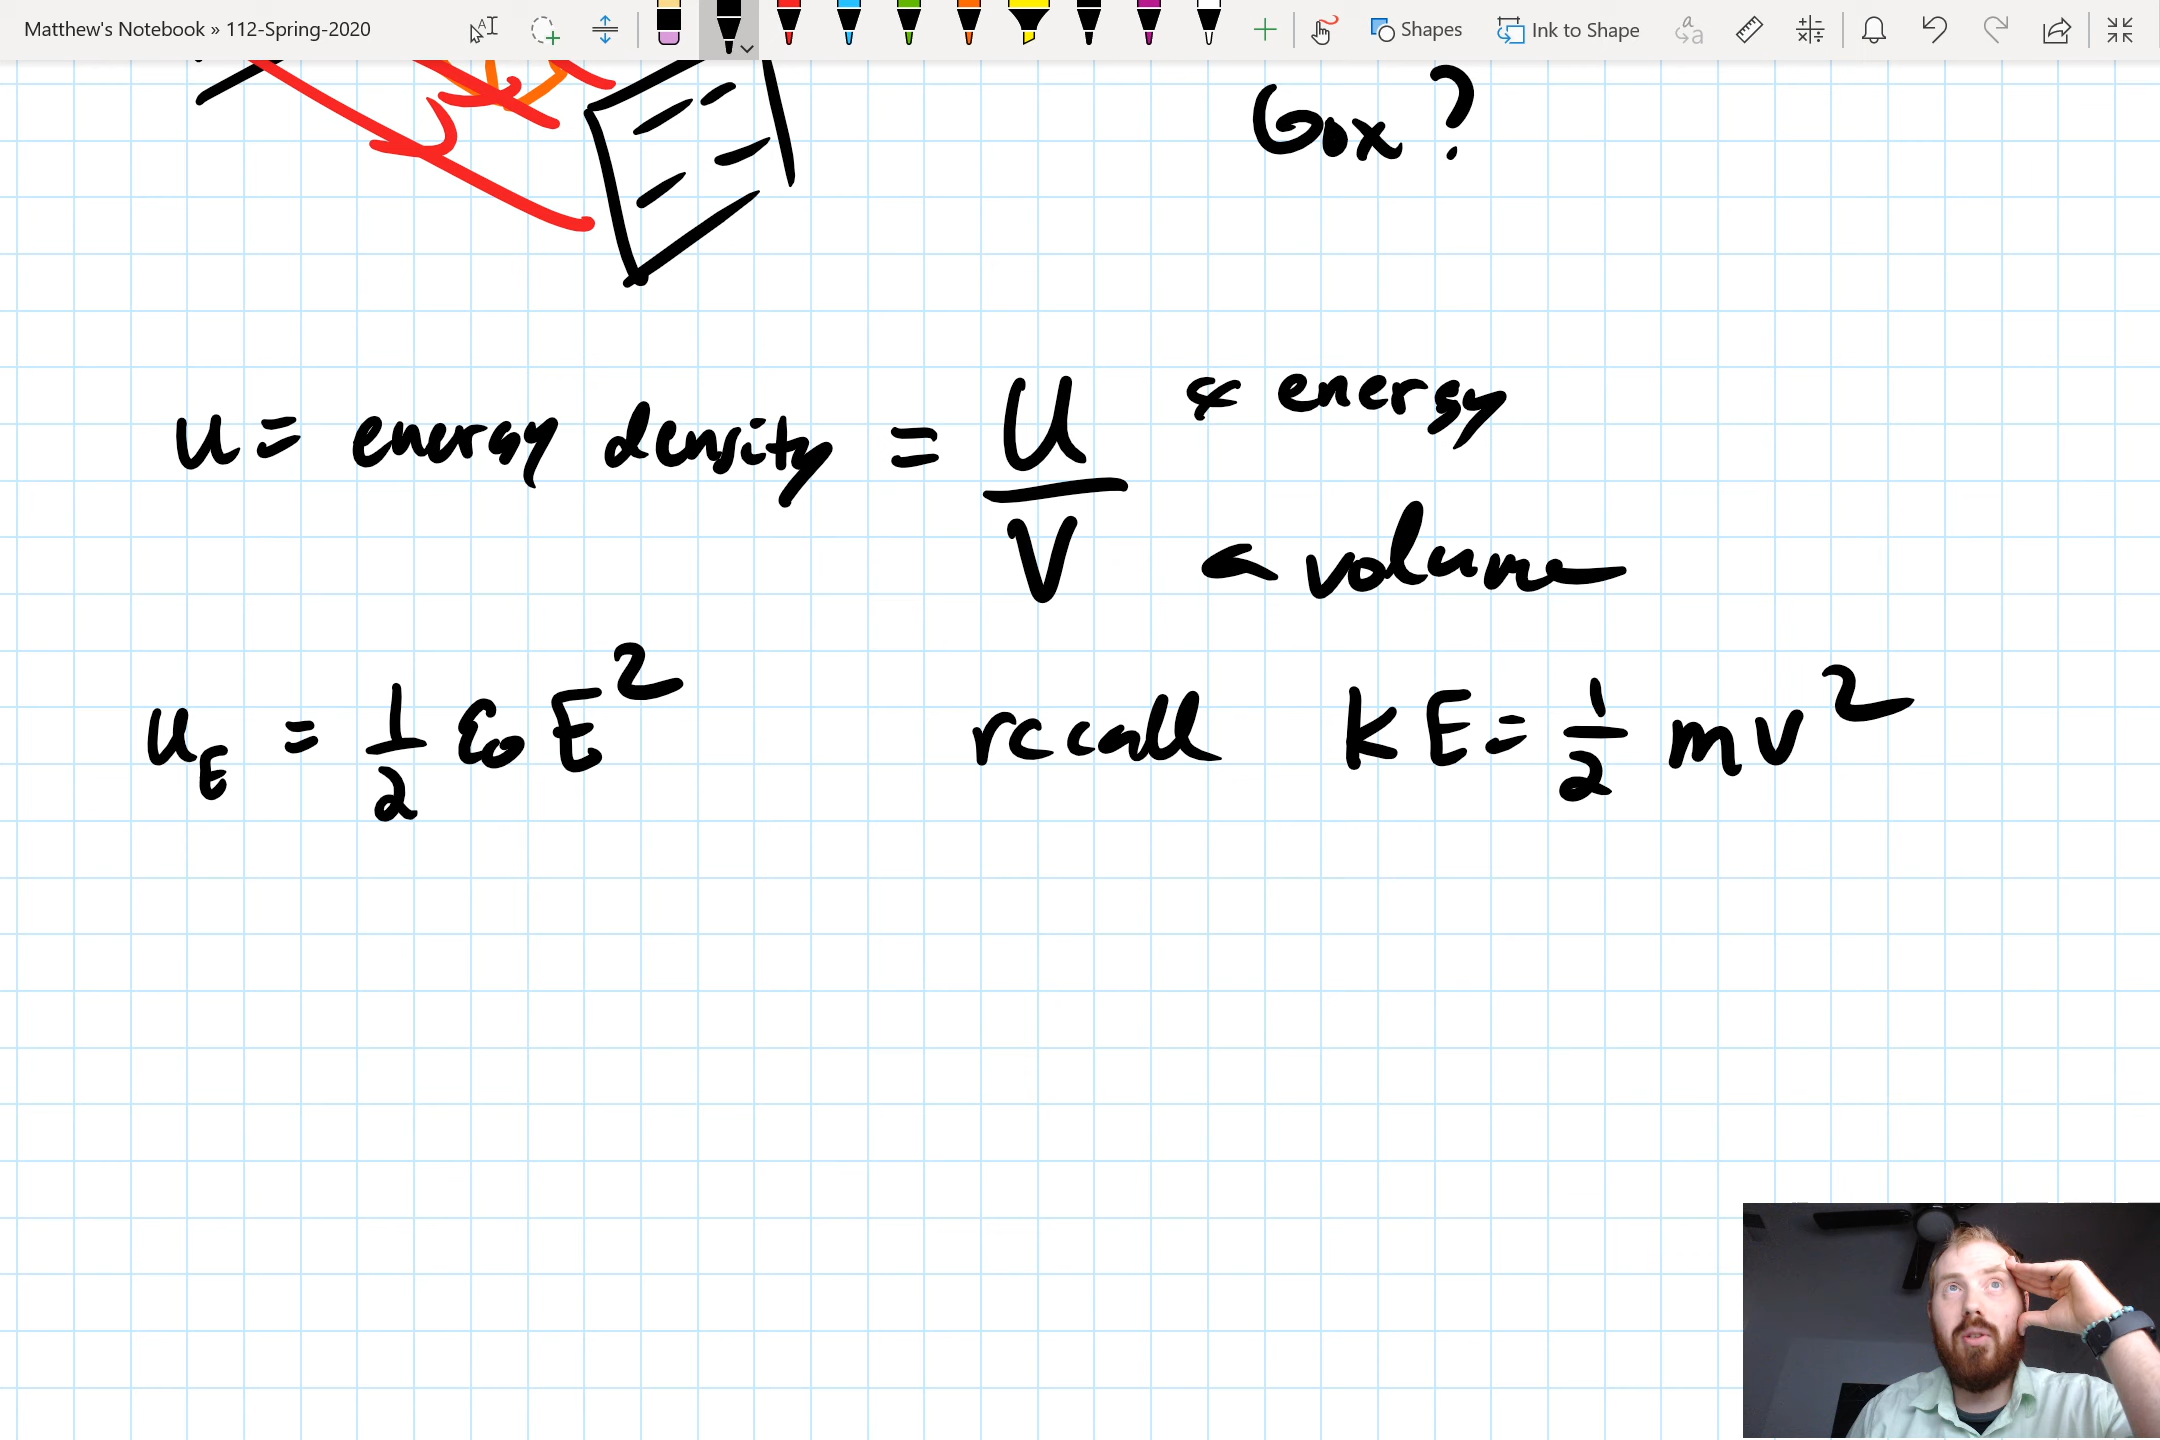 Matthew's Notebook » 112-Spring-2020
Shapes
Ink to Shape
Box?
u = energy density = U/V ← energy
← volume
u_E = 1/2 ε₀ E²
recall KE = 1/2 mv²